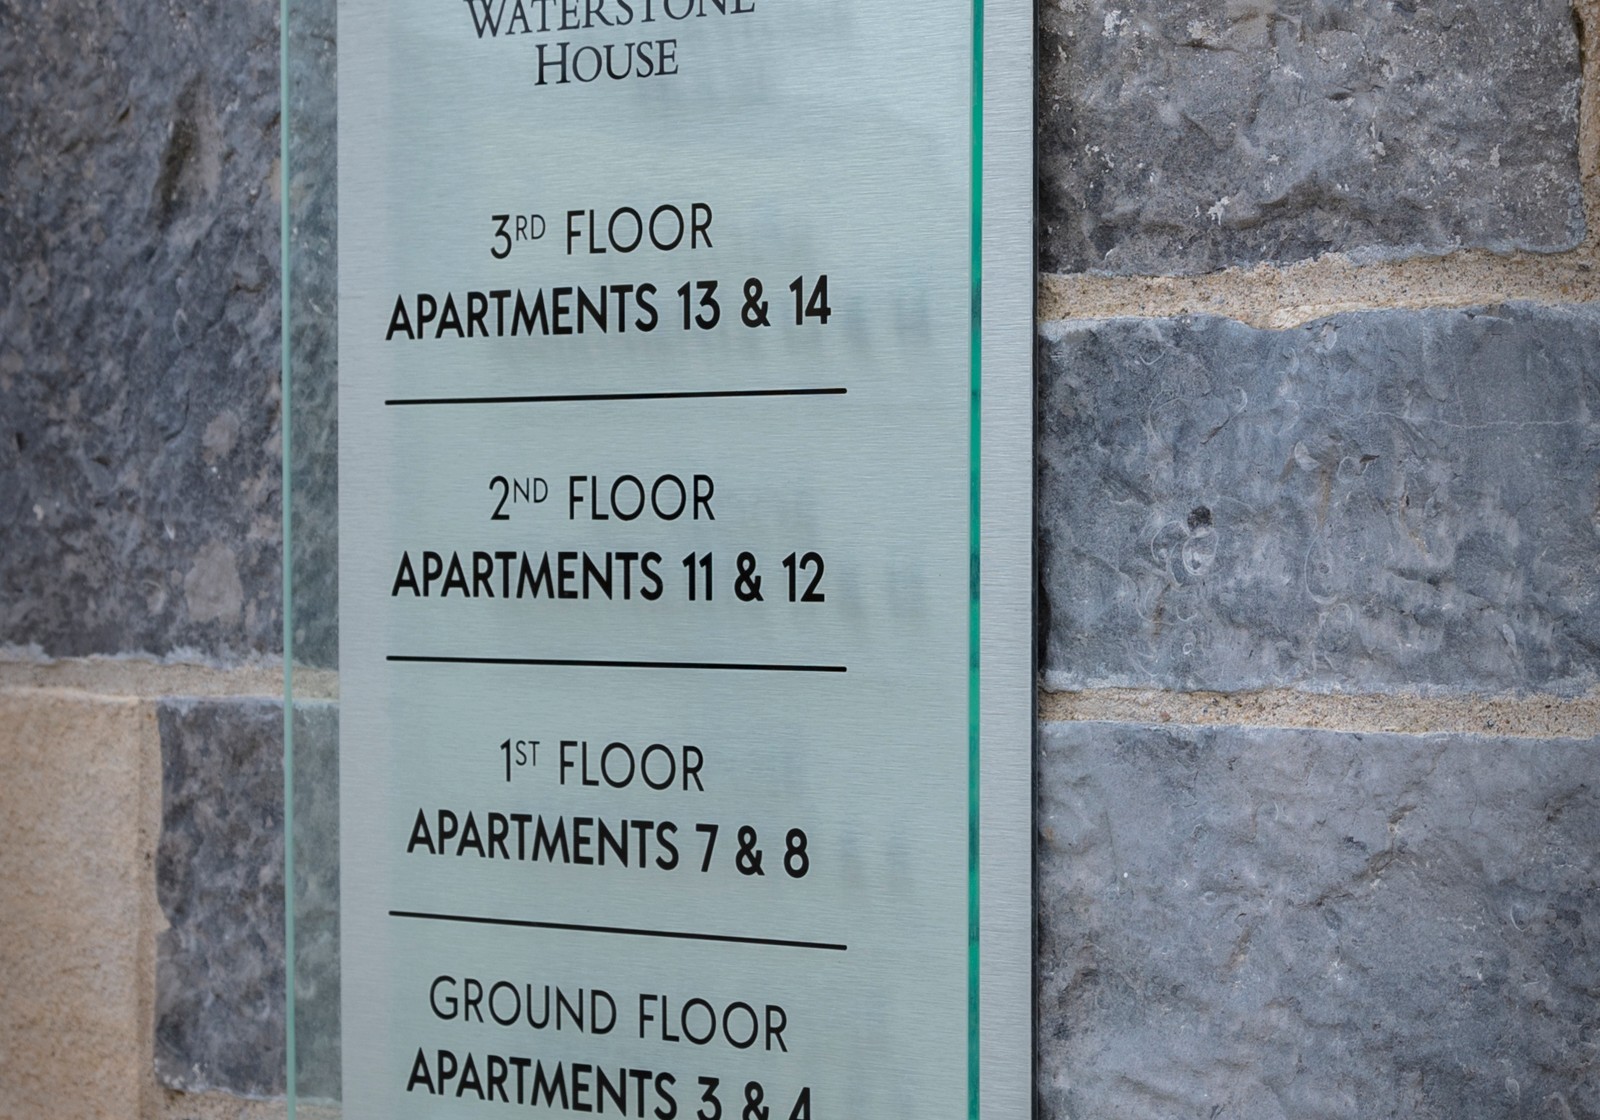 WATERSTONE
HOUSE
3RD FLOOR
APARTMENTS 13 & 14
2ND FLOOR
APARTMENTS 11 & 12
1ST FLOOR
APARTMENTS 7 & 8
GROUND FLOOR
APARTMENTS 3 & 4